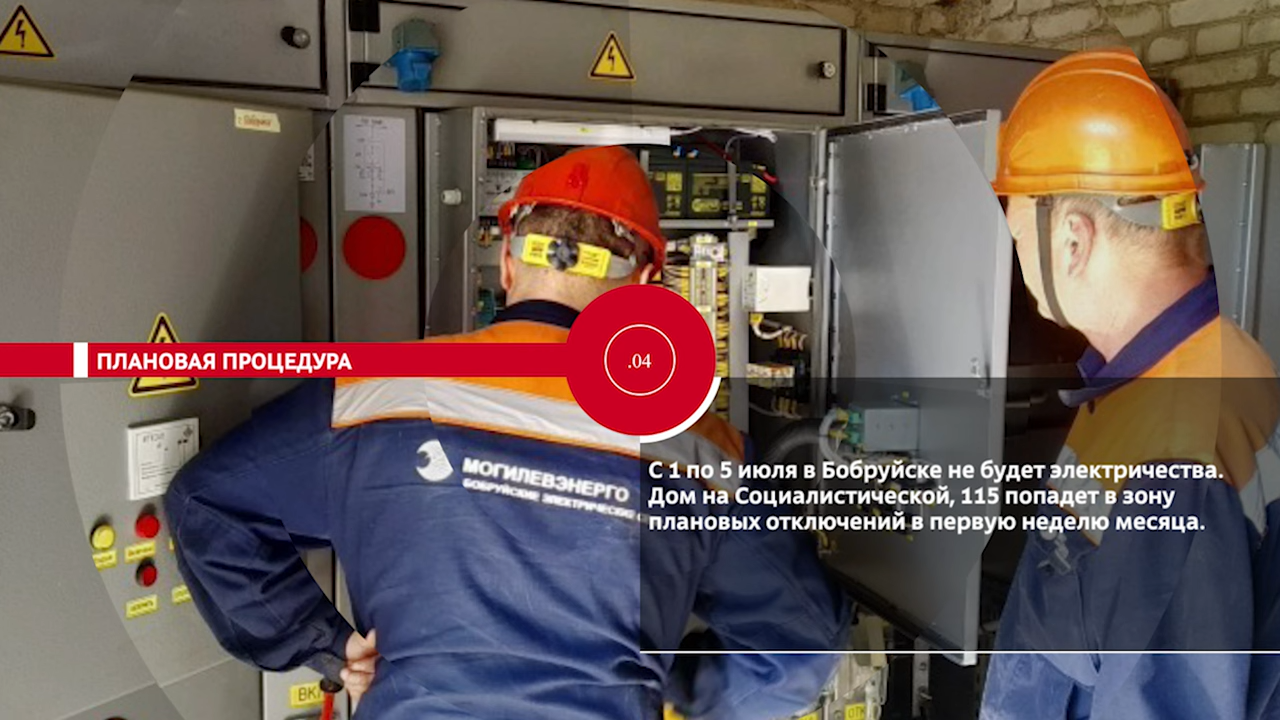 ПЛАНОВАЯ ПРОЦЕДУРА
.04
МОГИЛЕВЭНЕРГО
БОБРУЙСКИЕ ЭЛЕКТРИЧЕСКИЕ
С 1 по 5 июля в Бобруйске не будет электричества.
Дом на Социалистической, 115 попадет в зону
плановых отключений в первую неделю месяца.